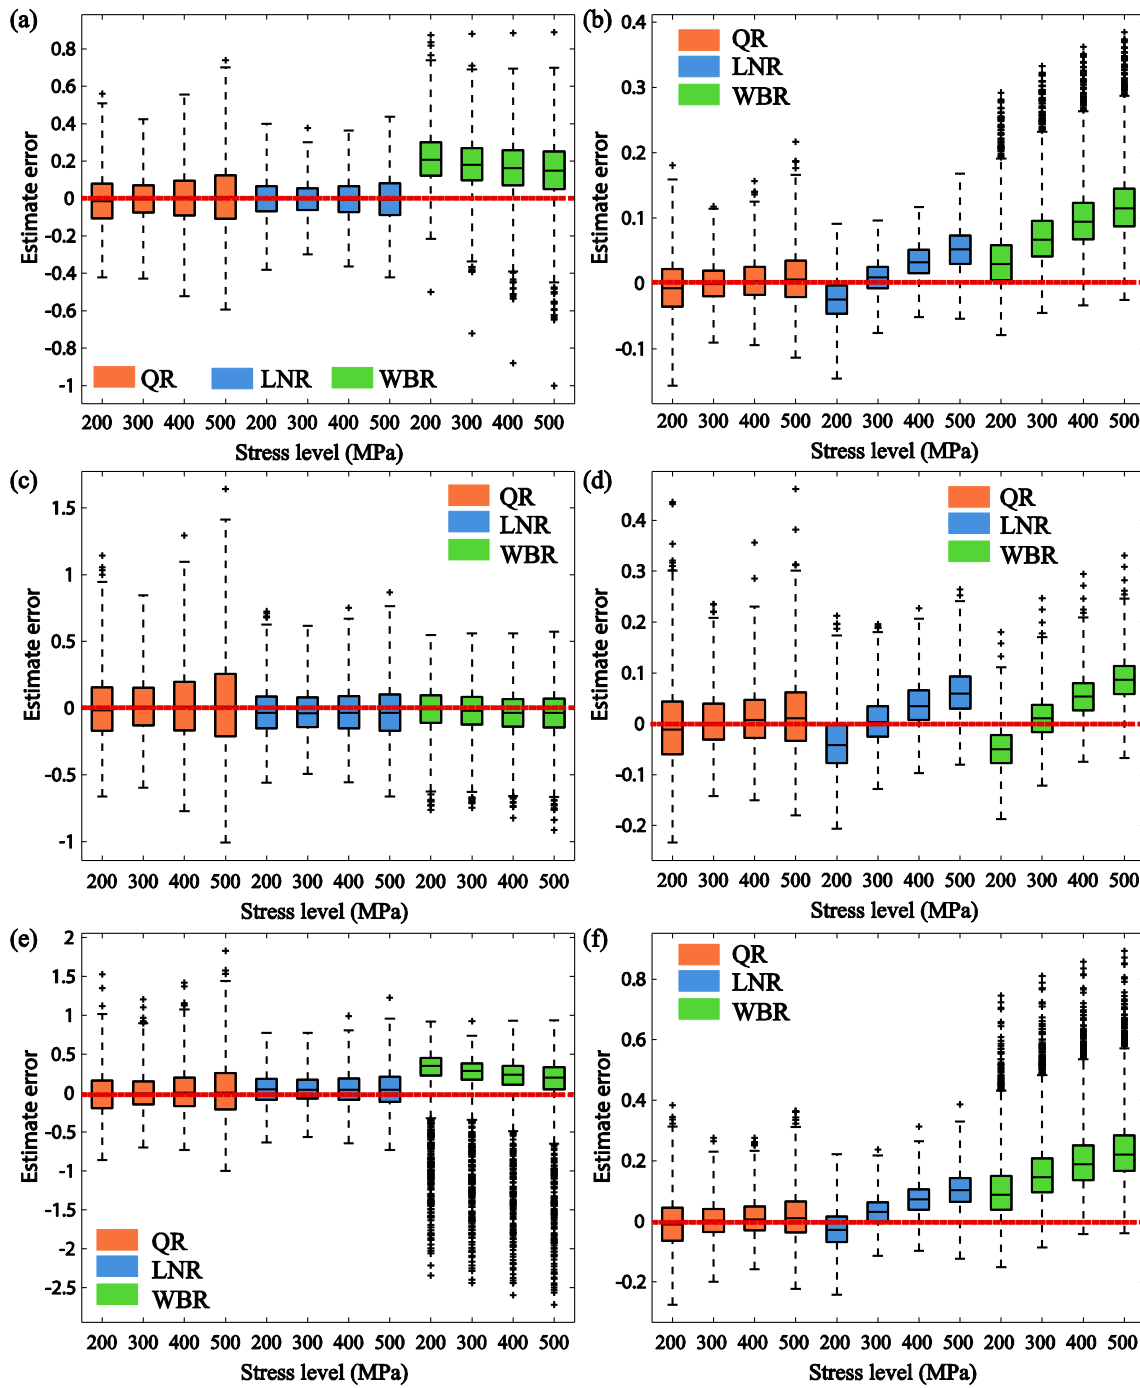 (a)
0.8
0.6
0.4
0.2
0
-0.2
-0.4
-0.6
-0.8
-1
Estimate error
QR LNR WBR
200 300 400 500 200 300 400 500 200 300 400 500
Stress level (MPa)
(b)
0.4
0.3
0.2
0.1
0
-0.1
Estimate error
QR
LNR
WBR
200 300 400 500 200 300 400 500 200 300 400 500
Stress level (MPa)
(c)
1.5
1
0.5
0
-0.5
-1
Estimate error
QR
LNR
WBR
200 300 400 500 200 300 400 500 200 300 400 500
Stress level (MPa)
(d)
0.4
0.3
0.2
0.1
0
-0.1
-0.2
Estimate error
QR
LNR
WBR
200 300 400 500 200 300 400 500 200 300 400 500
Stress level (MPa)
(e)
2
1.5
1
0.5
0
-0.5
-1
-1.5
-2
-2.5
Estimate error
QR
LNR
WBR
200 300 400 500 200 300 400 500 200 300 400 500
Stress level (MPa)
(f)
0.8
0.6
0.4
0.2
0
-0.2
Estimate error
QR
LNR
WBR
200 300 400 500 200 300 400 500 200 300 400 500
Stress level (MPa)